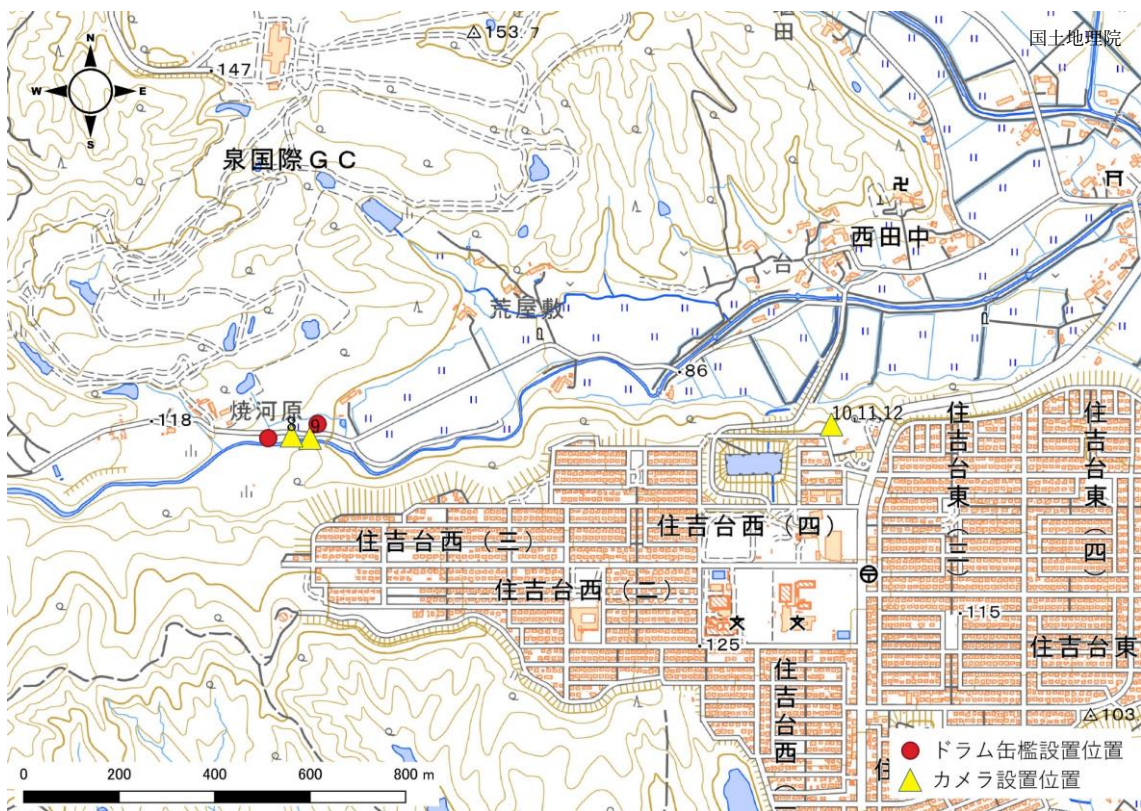 田
153.7
国土地理院
147
N
W
E
S
泉国際GC
西田中
台
荒屋敷
86
焼河原
118
8
9
10,11,12
住吉台東(三)
住吉台東(四)
住吉台西(三)
住吉台西(四)
住吉台西(二)
115
125
住吉台東
住吉台西(
103
住
0 200 400 600 800 m
ドラム缶檻設置位置
カメラ設置位置